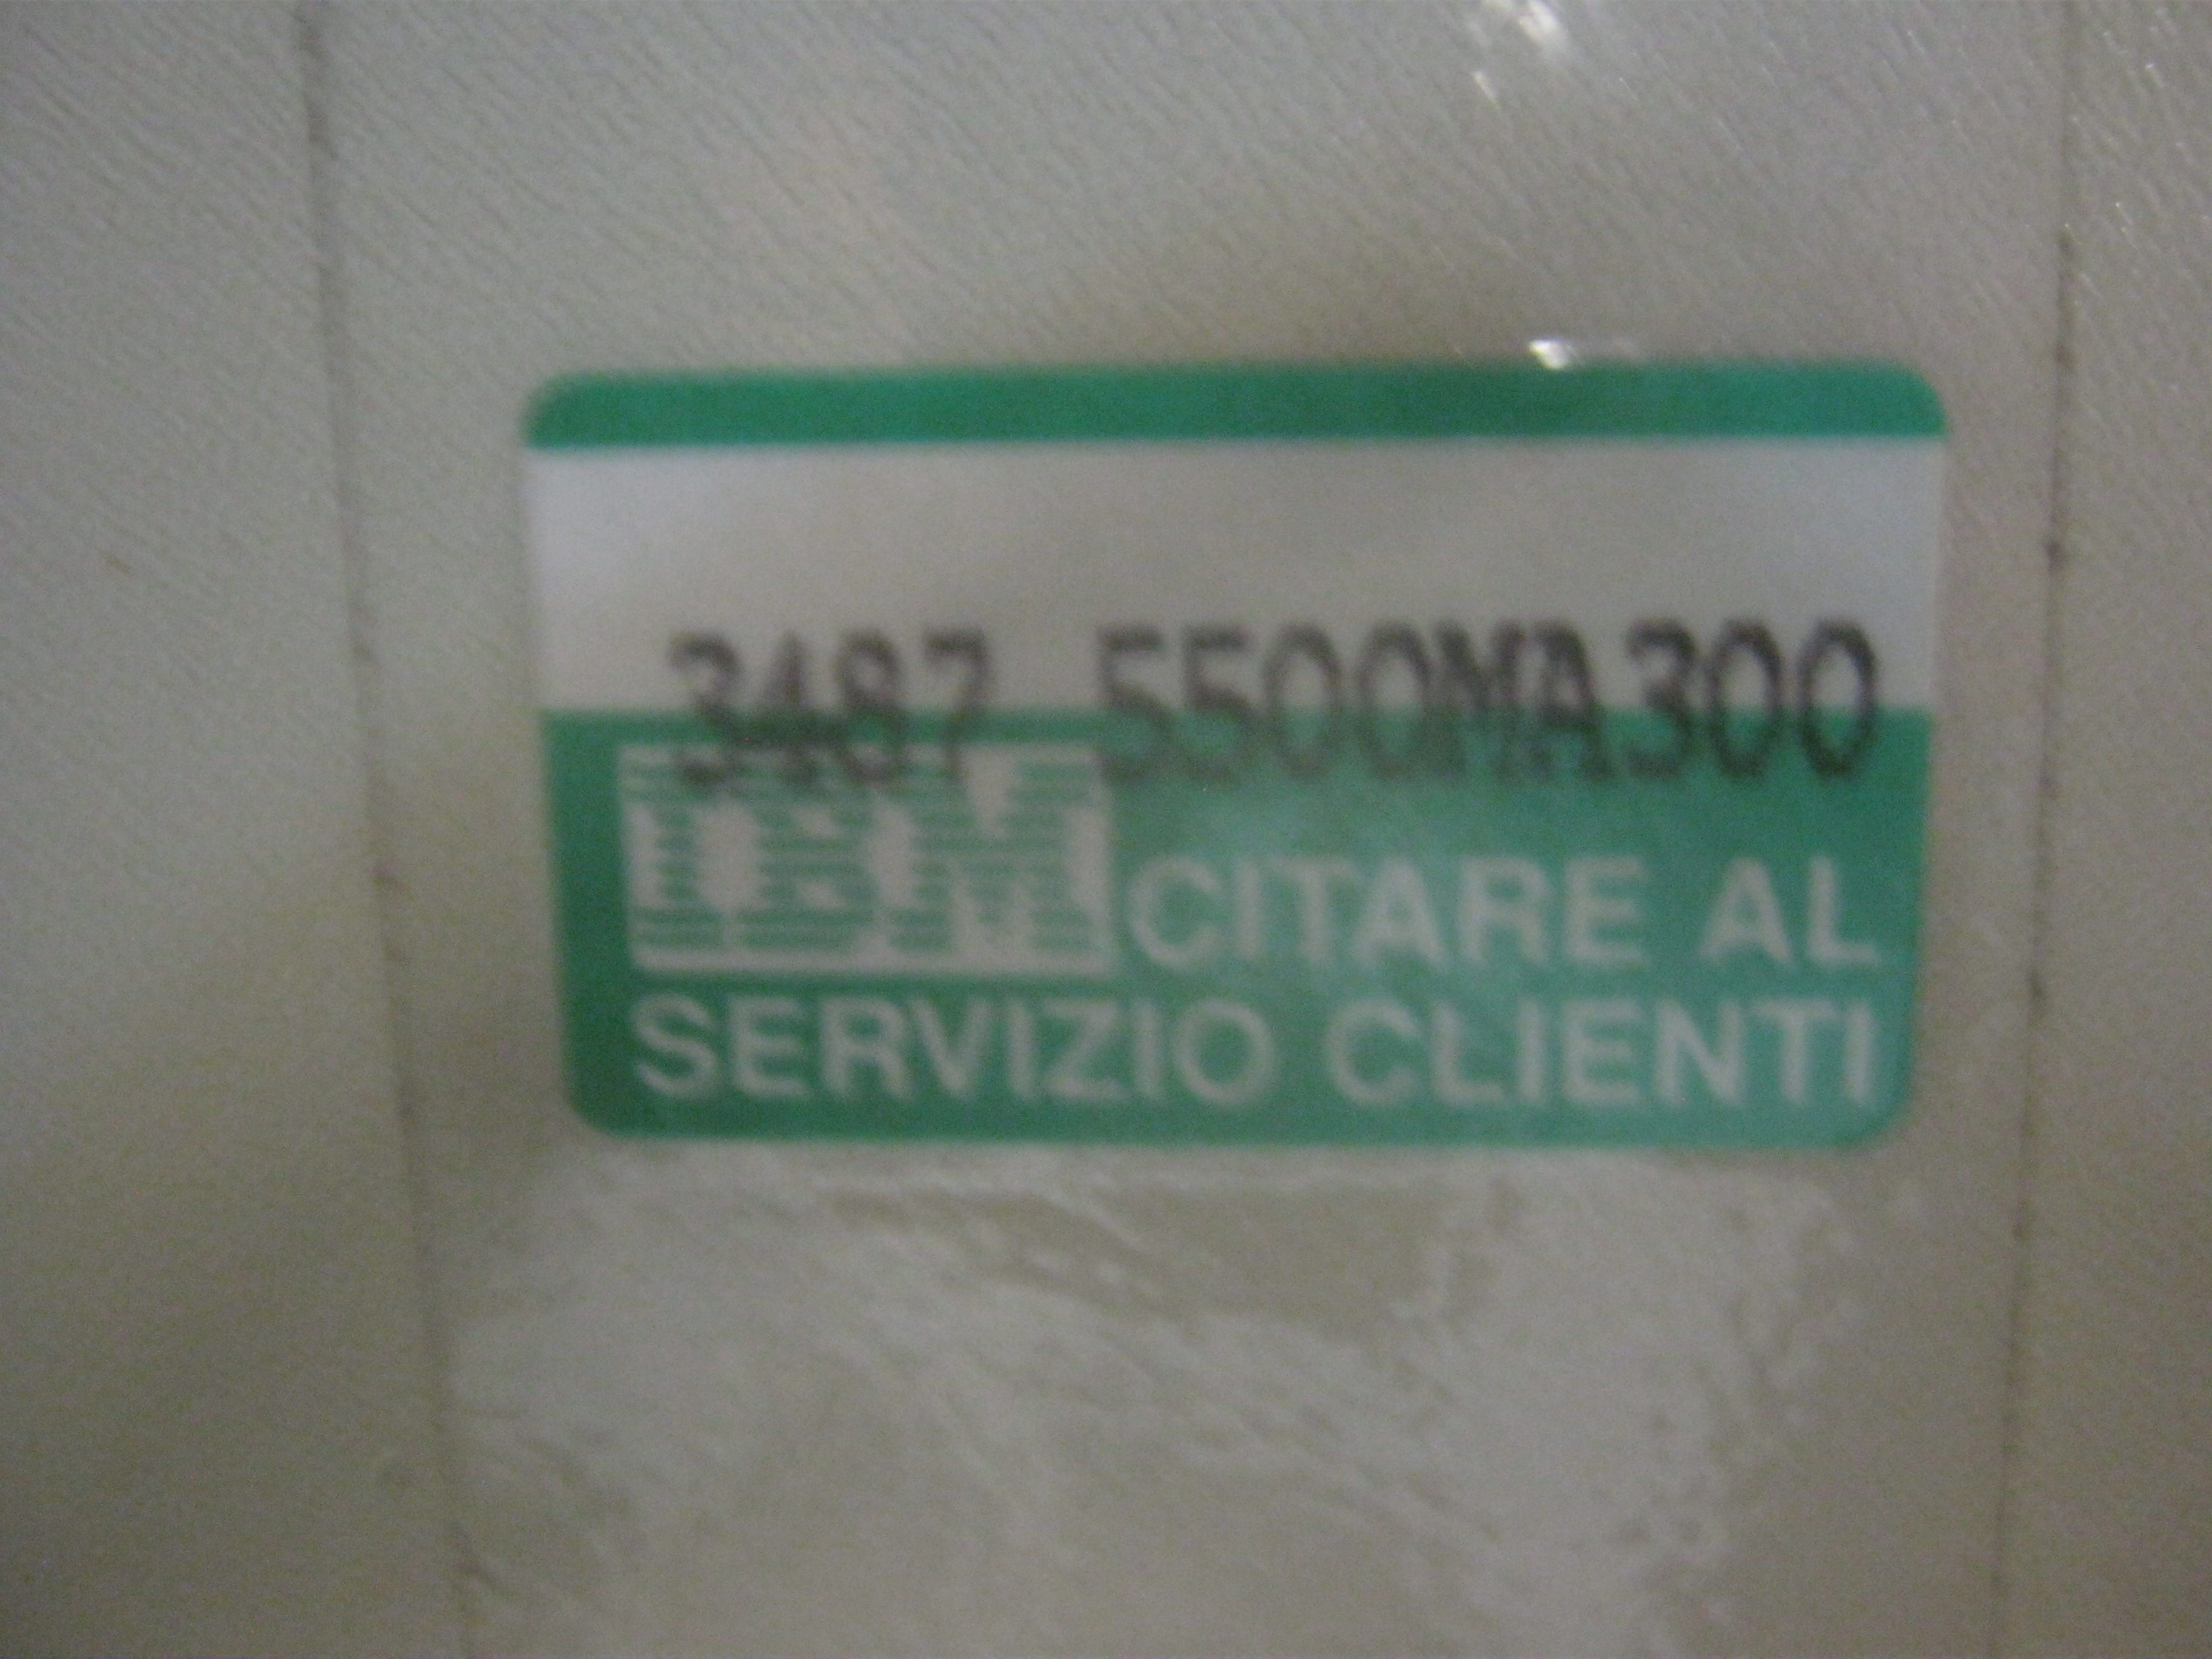 3487 5500MA300
IBM CITARE AL
SERVIZIO CLIENTI